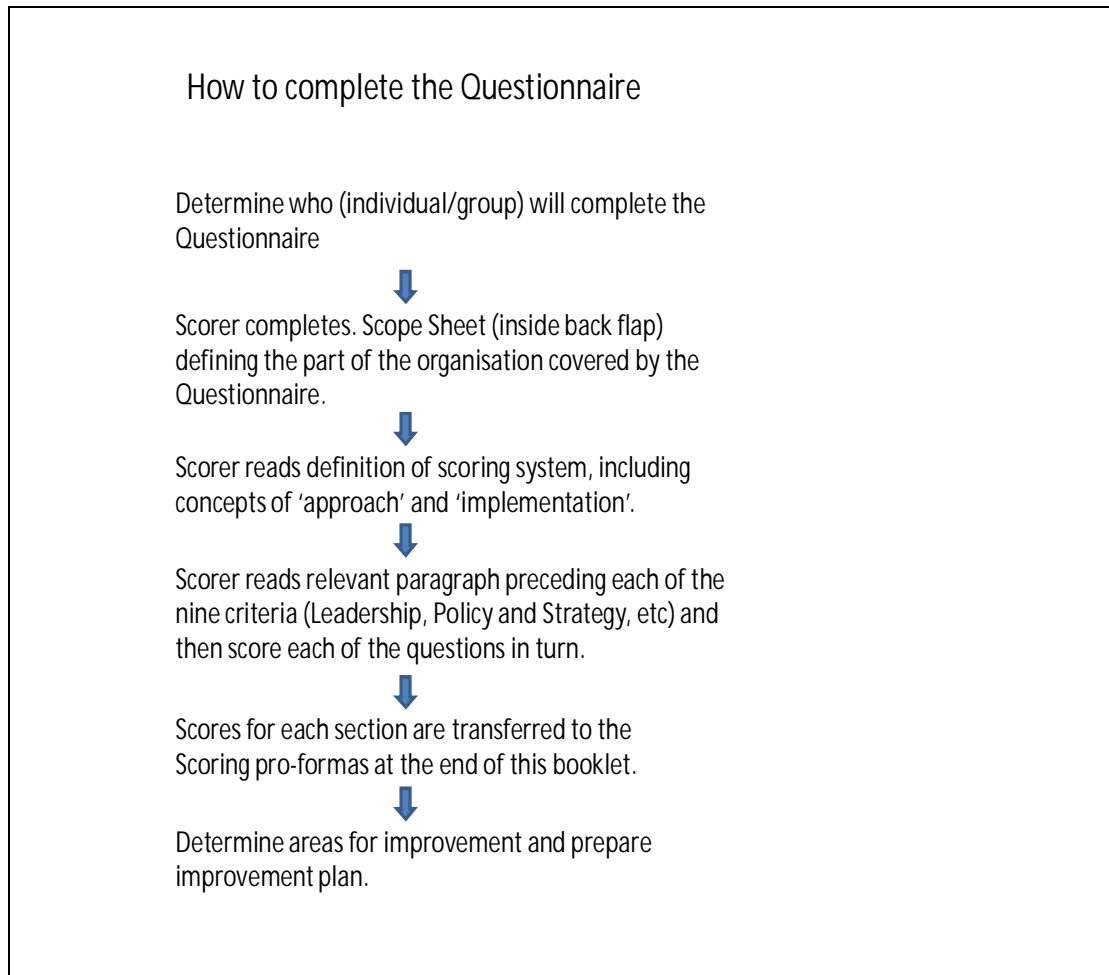 How to complete the Questionnaire
Determine who (individual/group) will complete the
Questionnaire
Scorer completes. Scope Sheet (inside back flap)
defining the part of the organisation covered by the
Questionnaire.
Scorer reads definition of scoring system, including
concepts of ‘approach’ and ‘implementation’.
Scorer reads relevant paragraph preceding each of the
nine criteria (Leadership, Policy and Strategy, etc) and
then score each of the questions in turn.
Scores for each section are transferred to the
Scoring pro-formas at the end of this booklet.
Determine areas for improvement and prepare
improvement plan.